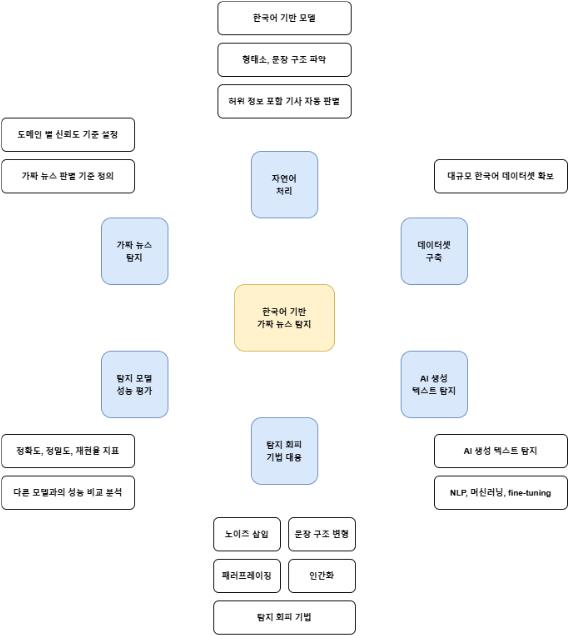 한국어 기반 모델
형태소, 문장 구조 파악
허위 정보 포함 기사 자동 판별
도메인 별 신뢰도 기준 설정
가짜 뉴스 판별 기준 정의
자연어
처리
대규모 한국어 데이터셋 확보
가짜 뉴스
탐지
데이터셋
구축
한국어 기반
가짜 뉴스 탐지
탐지 모델
성능 평가
AI 생성
텍스트 탐지
탐지 회피
기법 대응
정확도, 정밀도, 재현율 지표
다른 모델과의 성능 비교 분석
AI 생성 텍스트 탐지
NLP, 머신러닝, fine-tuning
노이즈 삽입
문장 구조 변형
패러프레이징
인간화
탐지 회피 기법